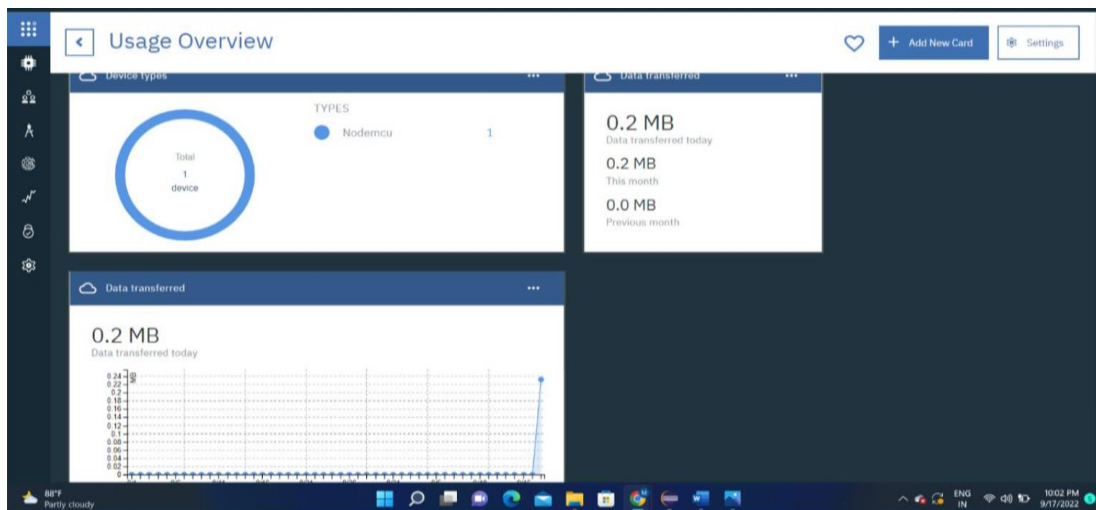 Usage Overview
+ Add New Card
Settings
Device types
Data transferred
Total
1
device
TYPES
Nodemcu 1
0.2 MB
Data transferred today
0.2 MB
This month
0.0 MB
Previous month
Data transferred
0.2 MB
Data transferred today
MB
0.24
0.22
0.2
0.18
0.16
0.14
0.12
0.1
0.08
0.06
0.04
0.02
0
88°F
Partly cloudy
ENG
IN
10:02 PM
9/17/2022